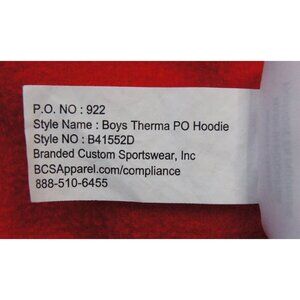 P.O. NO : 922
Style Name : Boys Therma PO Hoodie
Style NO : B41552D
Branded Custom Sportswear, Inc
BCSApparel.com/compliance
888-510-6455